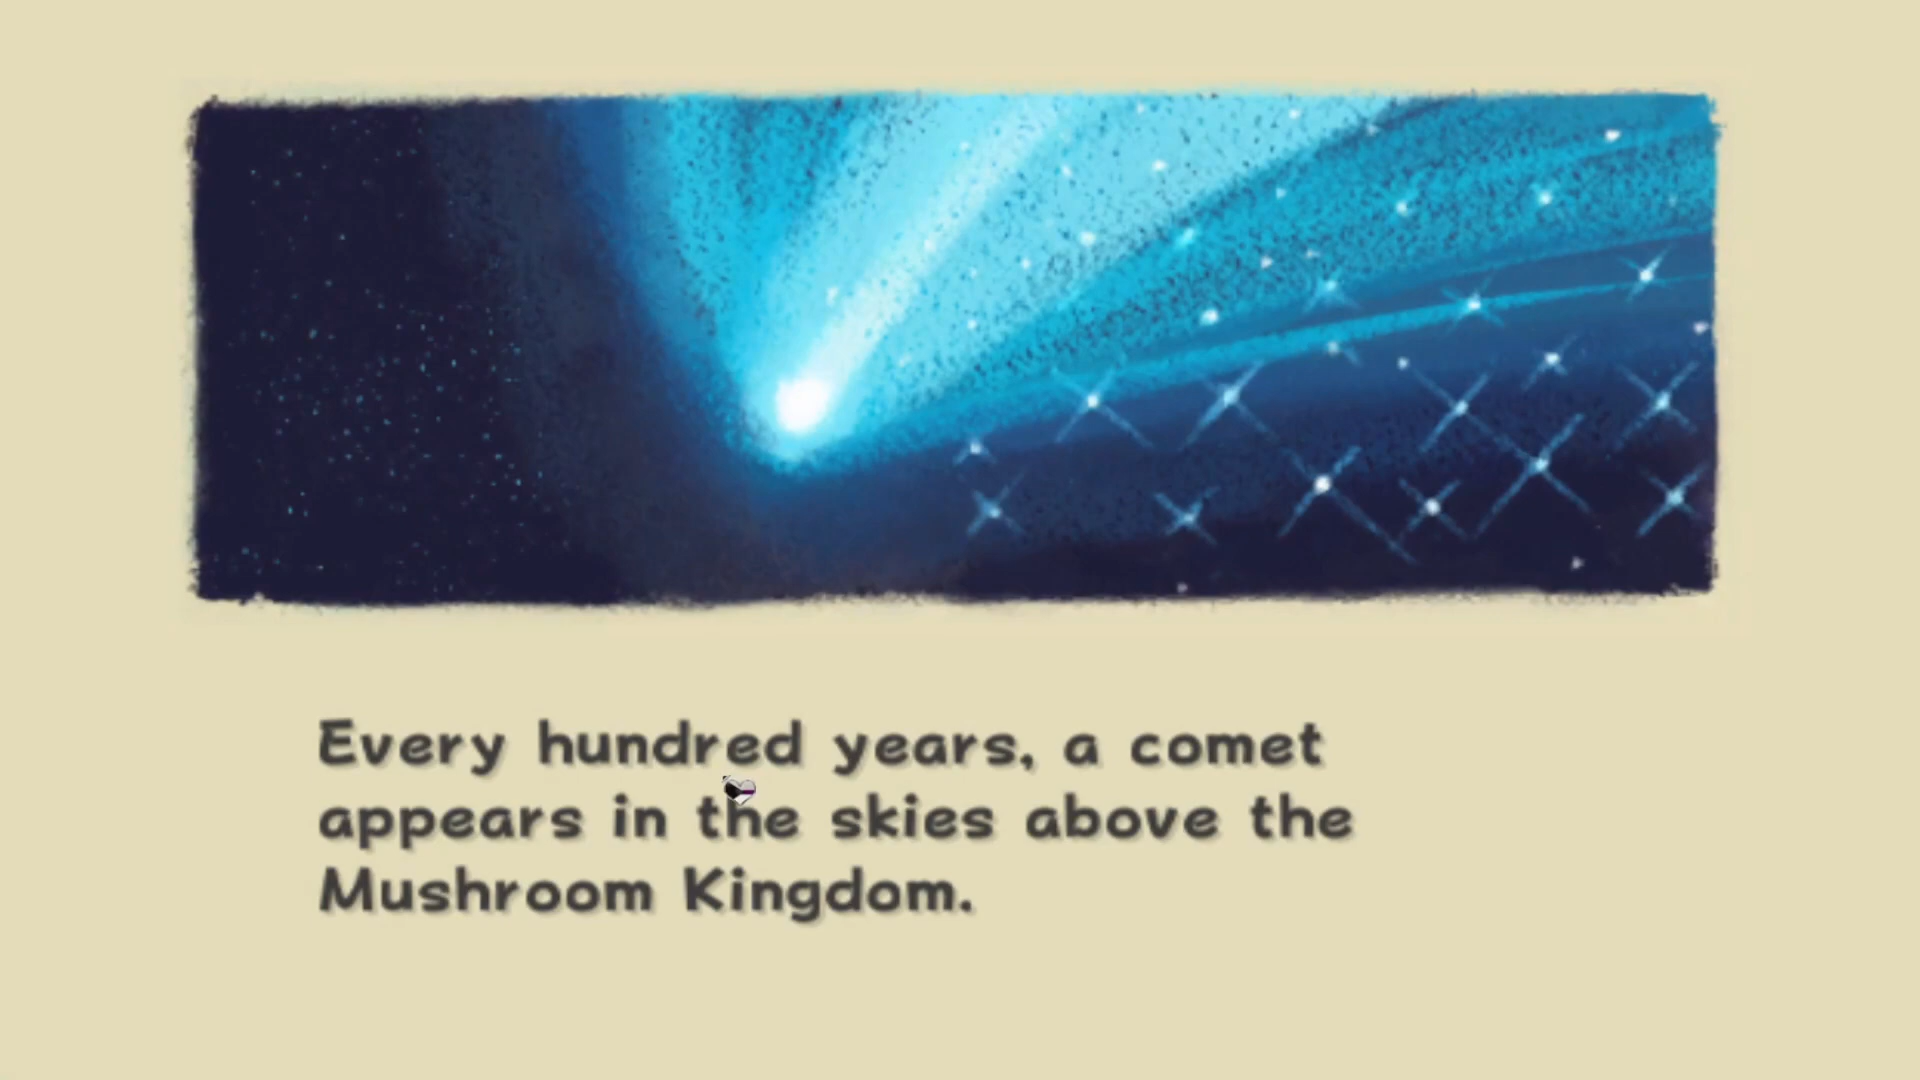 Every hundred years, a comet
appears in the skies above the
Mushroom Kingdom.